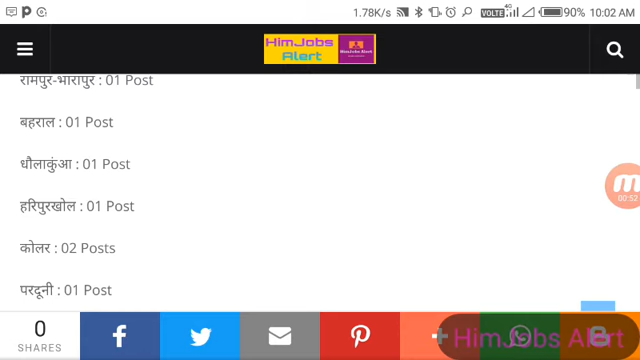 1.78K/s 4G VOLTE 90% 10:02 AM
HimJobs
Alert
HimJobs Alert
रामपुर-भारापुर : 01 Post
बहराल : 01 Post
धौलाकुंआ : 01 Post
हरिपुरखोल : 01 Post
00:52
कोलर : 02 Posts
परदूनी : 01 Post
0
SHARES
HimJobs
Alert